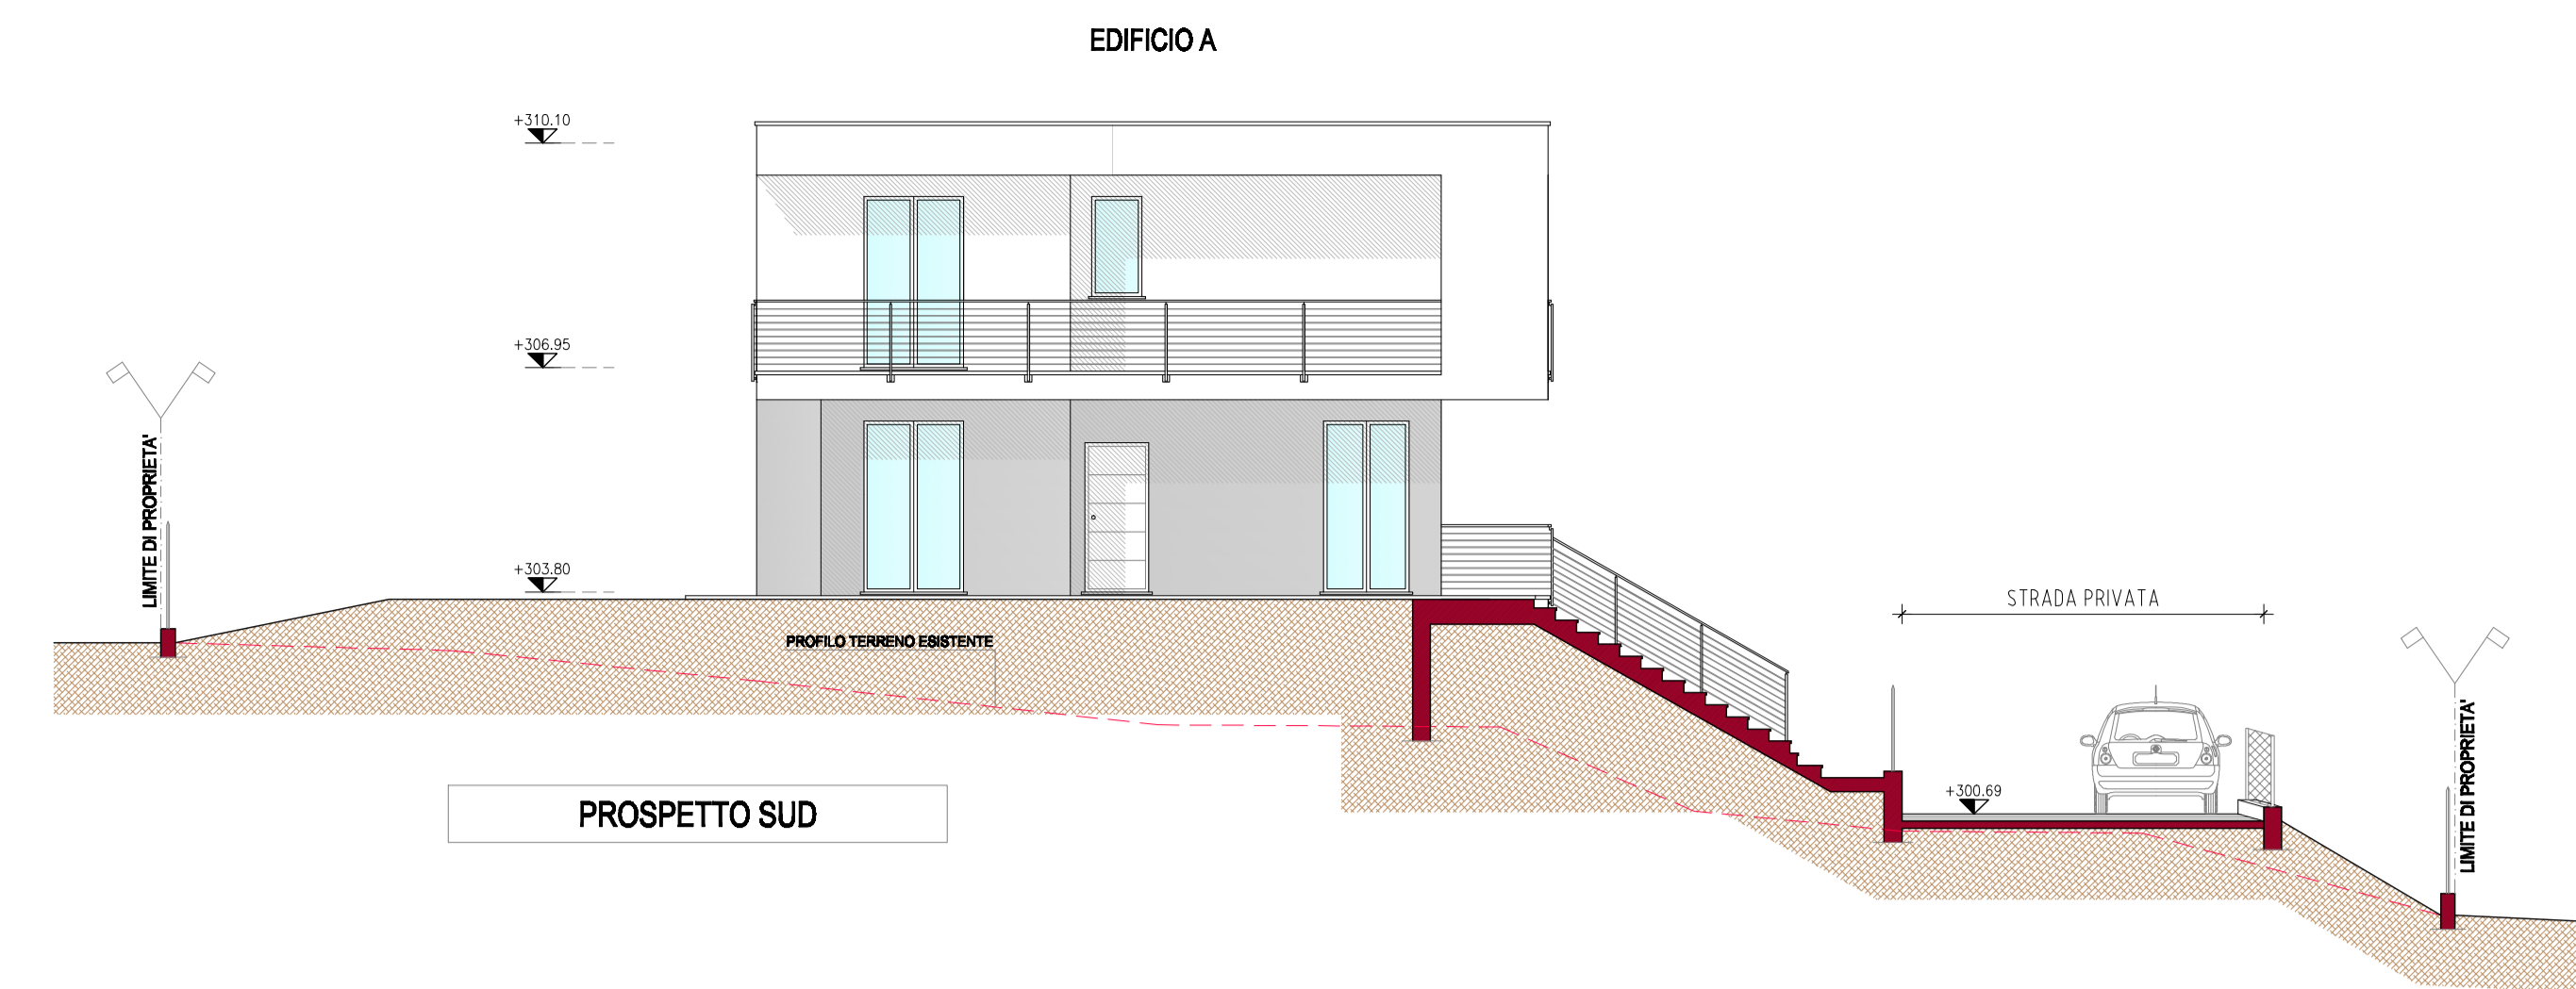 EDIFICIO A
+310.10
+306.95
+303.80
LIMITE DI PROPRIETA'
PROFILO TERRENO ESISTENTE
STRADA PRIVATA
+300.69
LIMITE DI PROPRIETA'
PROSPETTO SUD